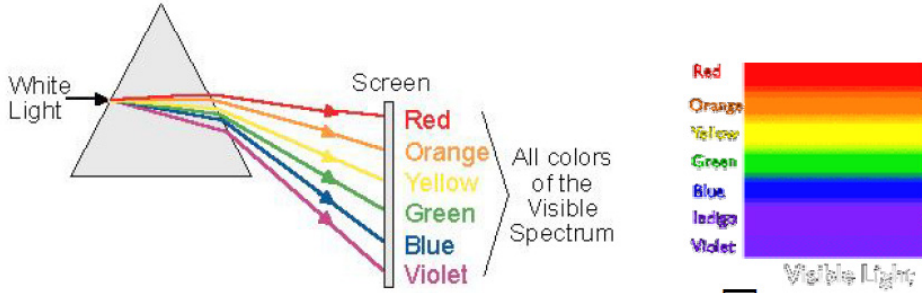 White
Light
Screen
Red
Orange
Yellow
Green
Blue
Violet
All colors
of the
Visible
Spectrum
Red
Orange
Yellow
Green
Blue
Indigo
Violet
Visible Light